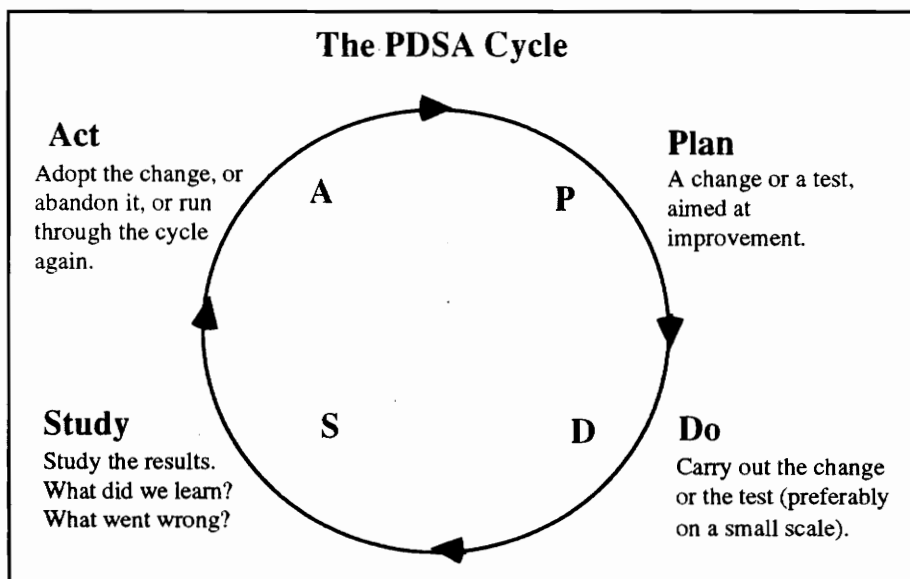 The PDSA Cycle
Act
Adopt the change, or
abandon it, or run
through the cycle
again.
A
P
Plan
A change or a test,
aimed at
improvement.
Study
Study the results.
What did we learn?
What went wrong?
S
D
Do
Carry out the change
or the test (preferably
on a small scale).